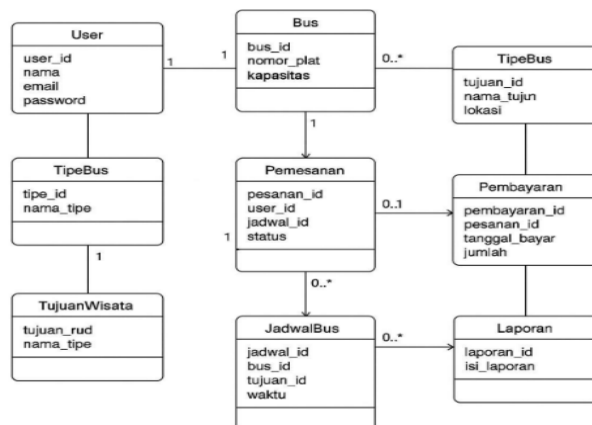 User
user_id
nama
email
password
1
1
Bus
bus_id
nomor_plat
kapasitas
0..*
TipeBus
tujuan_id
nama_tujun
lokasi
1
TipeBus
tipe_id
nama_tipe
1
Pemesanan
pesanan_id
user_id
jadwal_id
status
1
0..1
Pembayaran
pembayaran_id
pesanan_id
tanggal_bayar
jumlah
0..*
TujuanWisata
tujuan_rud
nama_tipe
JadwalBus
jadwal_id
bus_id
tujuan_id
waktu
0..*
Laporan
laporan_id
isi_laporan